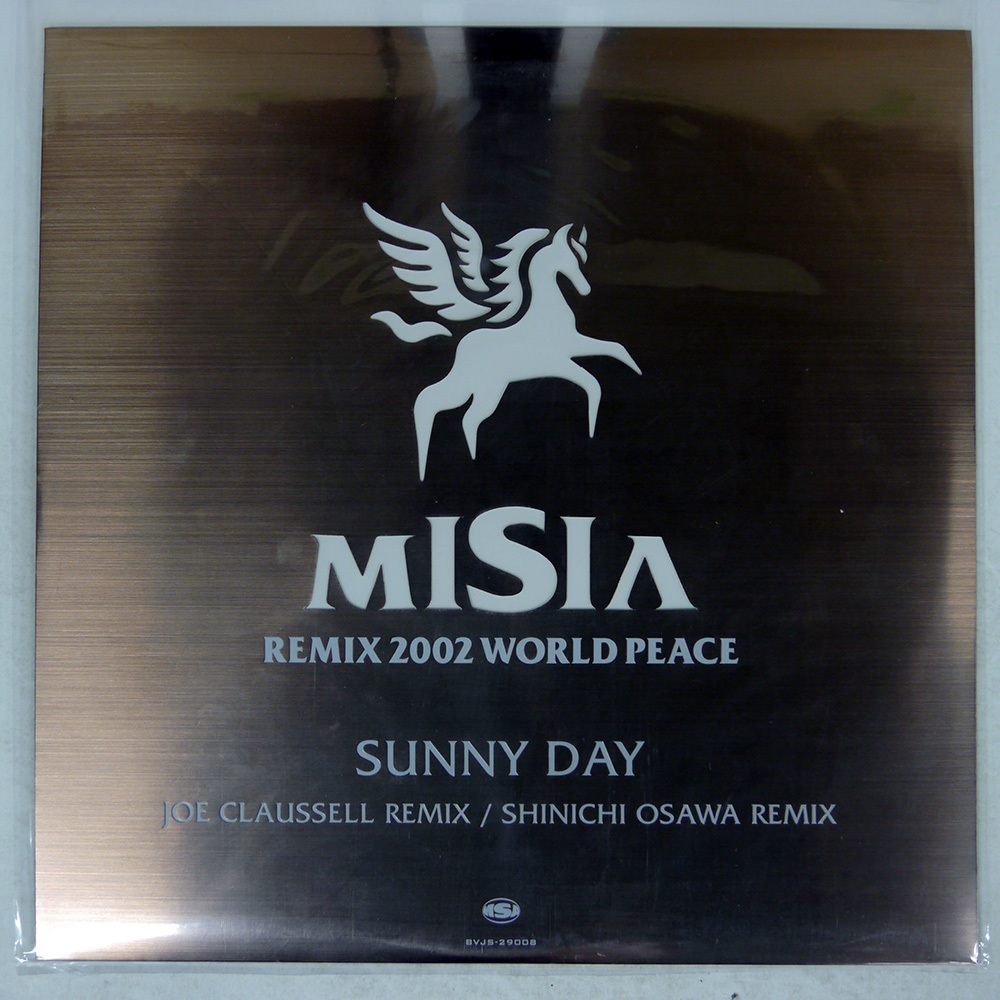 MISIA
REMIX 2002 WORLD PEACE
SUNNY DAY
JOE CLAUSSELL REMIX / SHINICHI OSAWA REMIX
BVJS-29008